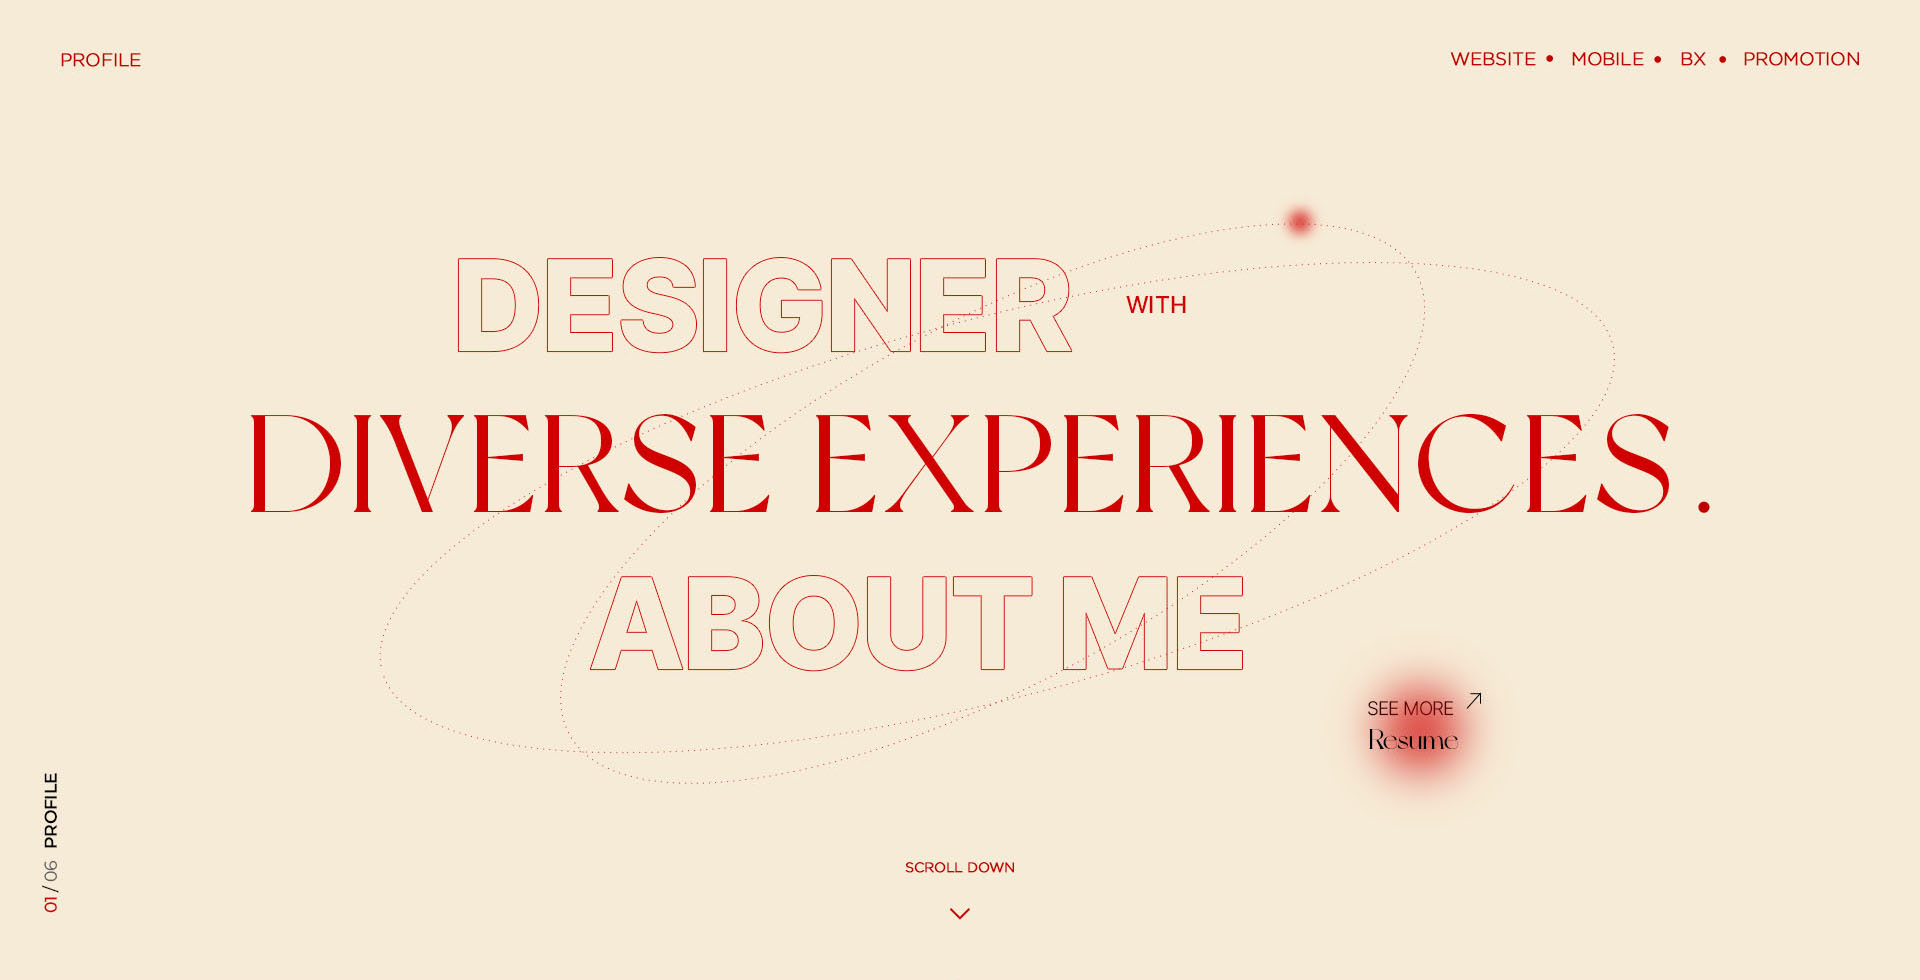 PROFILE
WEBSITE • MOBILE • BX • PROMOTION
DESIGNER WITH
DIVERSE EXPERIENCES.
ABOUT ME
SEE MORE
Resume
01 / 06 PROFILE
SCROLL DOWN